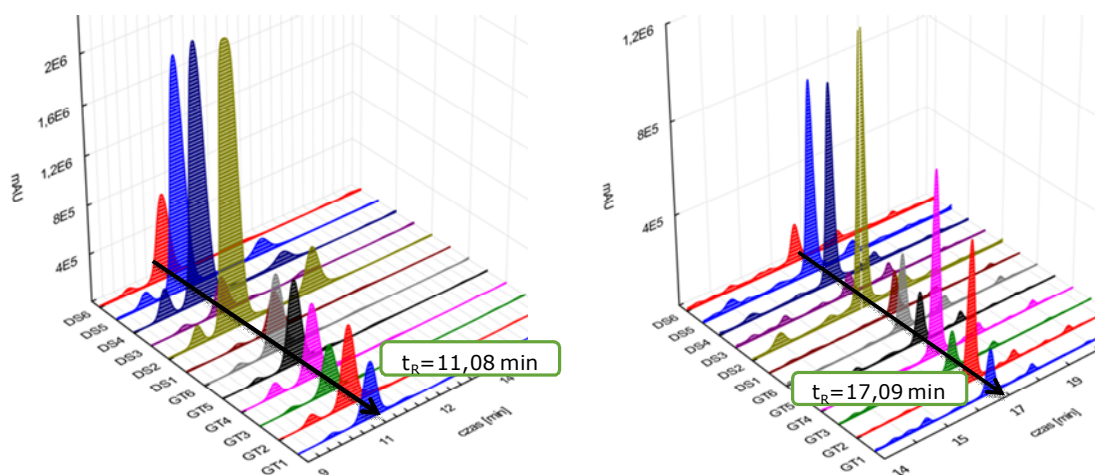 2E6
1,6E6
1,2E6
8E5
4E5
mAU
DS6
DS5
DS4
DS3
DS2
DS1
GT6
GT5
GT4
GT3
GT2
GT1
9
11
12
14
czas [min]
tR=11,08 min
1,2E6
8E5
4E5
mAU
DS6
DS5
DS4
DS3
DS2
DS1
GT6
GT5
GT4
GT3
GT2
GT1
14
15
17
19
czas [min]
tR=17,09 min